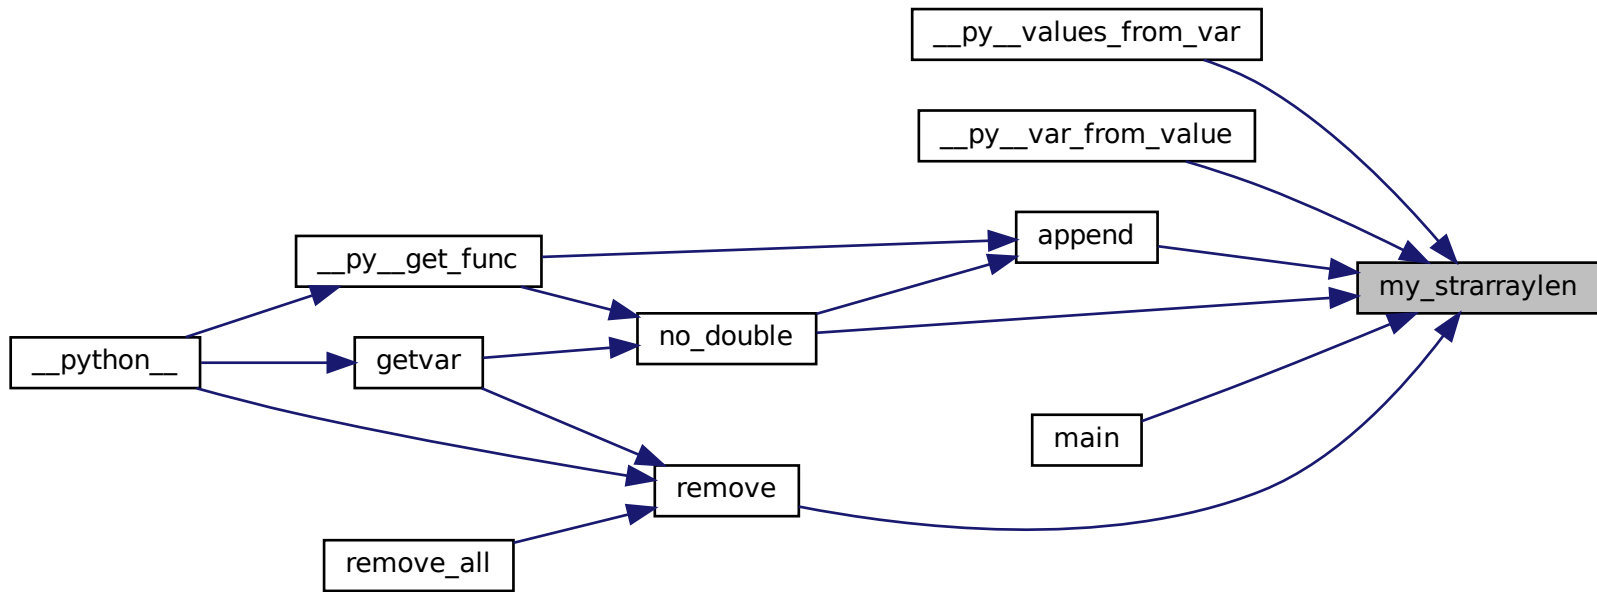 __py__values_from_var
__py__var_from_value
append
__py__get_func
my_strarraylen
no_double
__python__
getvar
main
remove
remove_all